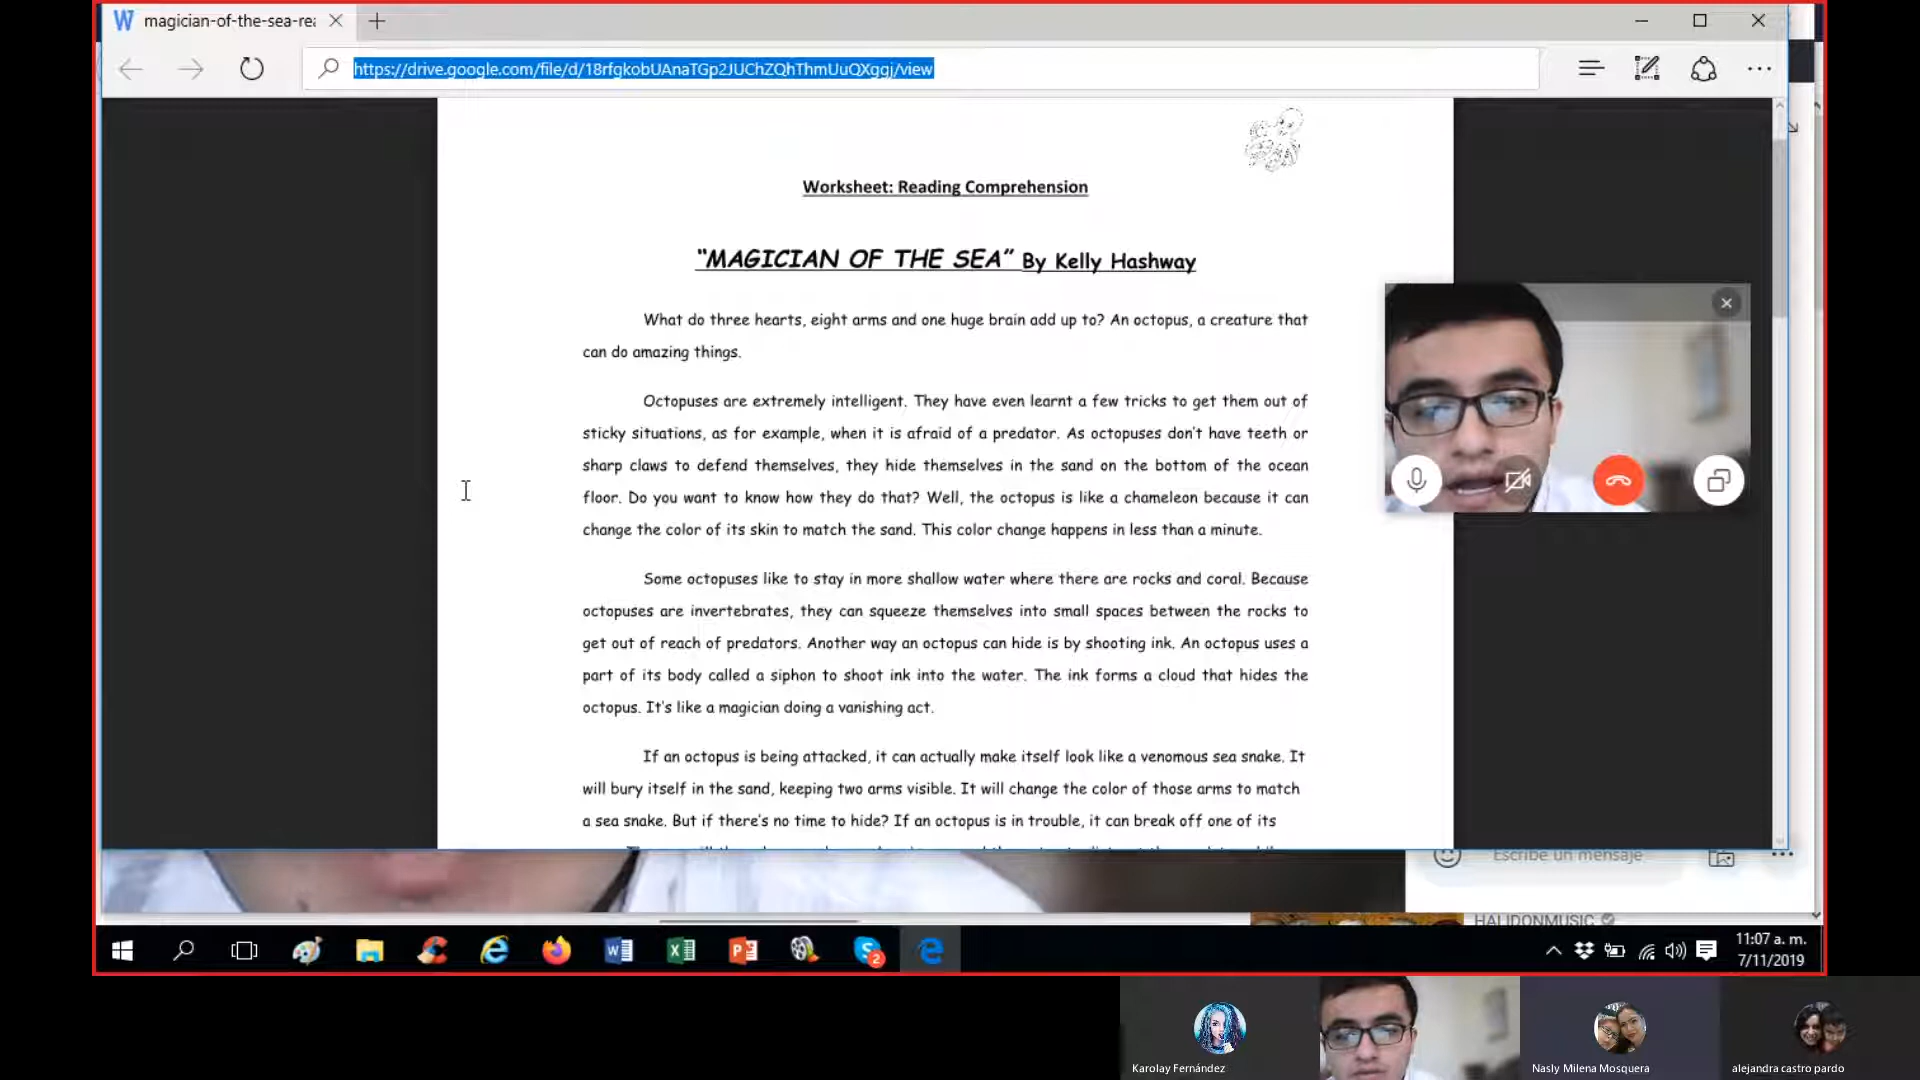 magician-of-the-sea-rea
https://drive.google.com/file/d/18rfgkobUAnaTGp2JUChZQhThmUuQXggj/view
Worksheet: Reading Comprehension
“MAGICIAN OF THE SEA” By Kelly Hashway
What do three hearts, eight arms and one huge brain add up to? An octopus, a creature that
can do amazing things.
Octopuses are extremely intelligent. They have even learnt a few tricks to get them out of
sticky situations, as for example, when it is afraid of a predator. As octopuses don't have teeth or
sharp claws to defend themselves, they hide themselves in the sand on the bottom of the ocean
floor. Do you want to know how they do that? Well, the octopus is like a chameleon because it can
change the color of its skin to match the sand. This color change happens in less than a minute.
Some octopuses like to stay in more shallow water where there are rocks and coral. Because
octopuses are invertebrates, they can squeeze themselves into small spaces between the rocks to
get out of reach of predators. Another way an octopus can hide is by shooting ink. An octopus uses a
part of its body called a siphon to shoot ink into the water. The ink forms a cloud that hides the
octopus. It's like a magician doing a vanishing act.
If an octopus is being attacked, it can actually make itself look like a venomous sea snake. It
will bury itself in the sand, keeping two arms visible. It will change the color of those arms to match
a sea snake. But if there's no time to hide? If an octopus is in trouble, it can break off one of its
Escribe un mensaje
HALIDONMUSIC
2
11:07 a. m.
7/11/2019
Karolay Fernández
Nasly Milena Mosquera
alejandra castro pardo